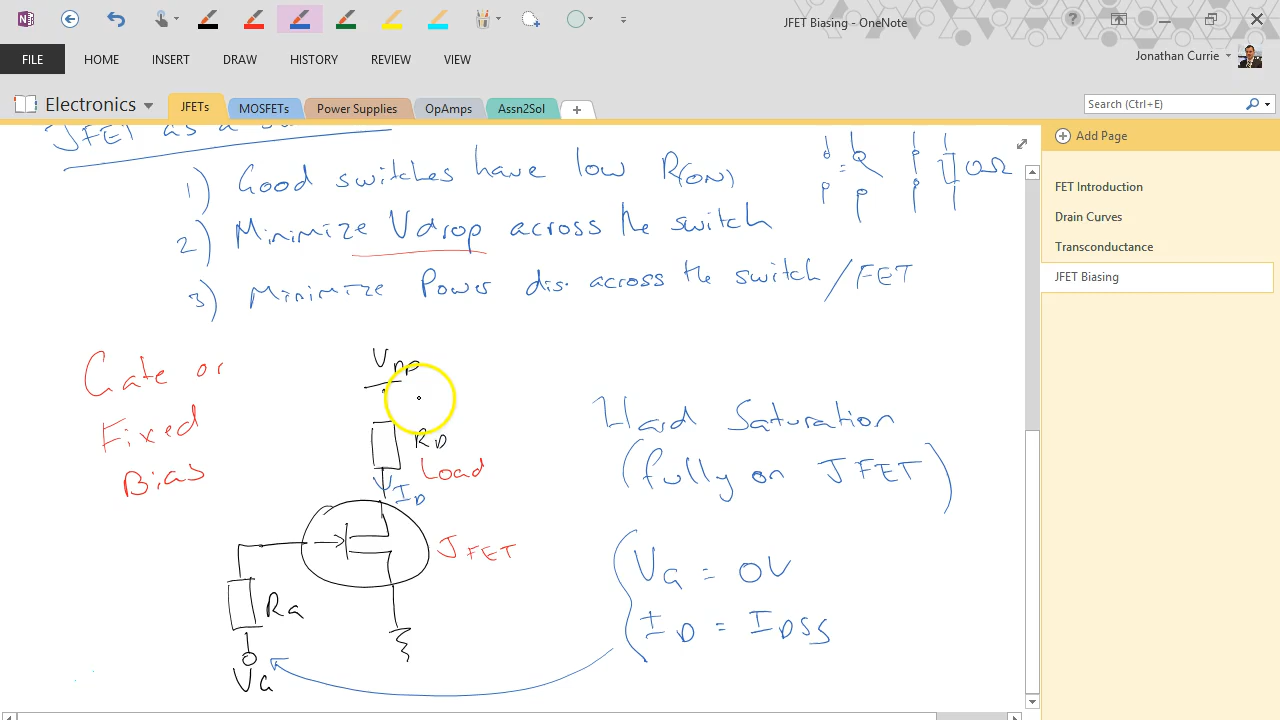 JFET Biasing - OneNote
FILE HOME INSERT DRAW HISTORY REVIEW VIEW
Jonathan Currie
Electronics JFETs MOSFETs Power Supplies OpAmps Assn2Sol
Search (Ctrl+E)
Add Page
FET Introduction
Drain Curves
Transconductance
JFET Biasing
JFET as a
1) Good switches have low R(ON)
0Ω
2) Minimize Vdrop across the switch
3) Minimize Power dis. across the switch/FET
Gate or
Fixed
Bias
VDD
RD
Load
ID
JFET
RG
VG
Hard Saturation
(fully on JFET)
VG = 0V
ID = IDSS